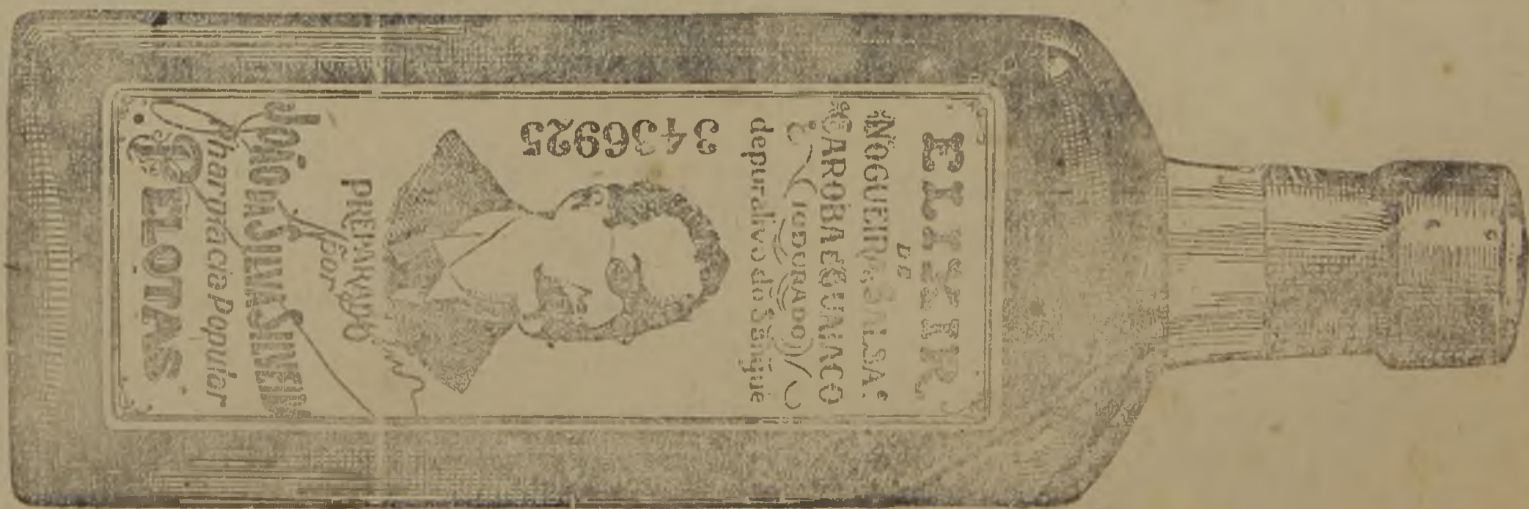 ELIXIR
DE
NOGUEIRA, SALSA,
CAROBA E GUAIACO
(IODURADO)
depurativo do Sangue
3436925
PREPARADO
por
JOÃO DA SILVA SILVEIRA
Pharmacia Popular
PELOTAS